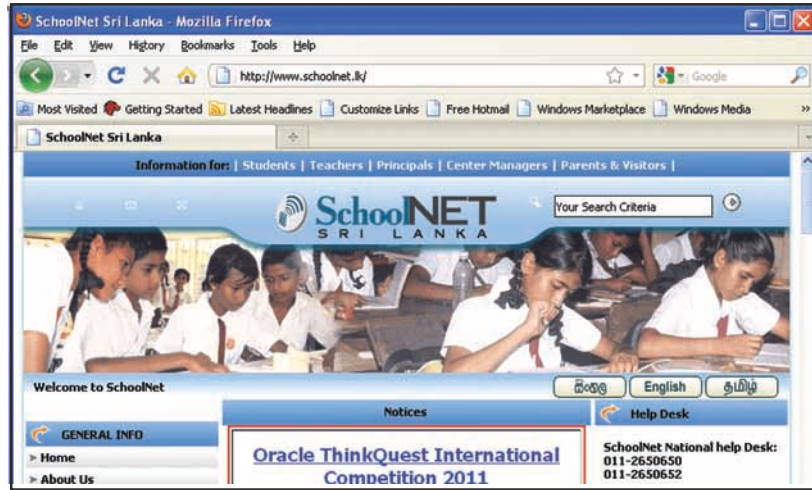 SchoolNet Sri Lanka - Mozilla Firefox
File Edit View History Bookmarks Tools Help
http://www.schoolnet.lk/
Google
Most Visited Getting Started Latest Headlines Customize Links Free Hotmail Windows Marketplace Windows Media »
SchoolNet Sri Lanka
Information for: | Students | Teachers | Principals | Center Managers | Parents & Visitors |
SchoolNET
SRI LANKA
Your Search Criteria
Welcome to SchoolNet
සිංහල English தமிழ்
Notices
Help Desk
GENERAL INFO
Home
About Us
Oracle ThinkQuest International
Competition 2011
SchoolNet National help Desk:
011-2650650
011-2650652